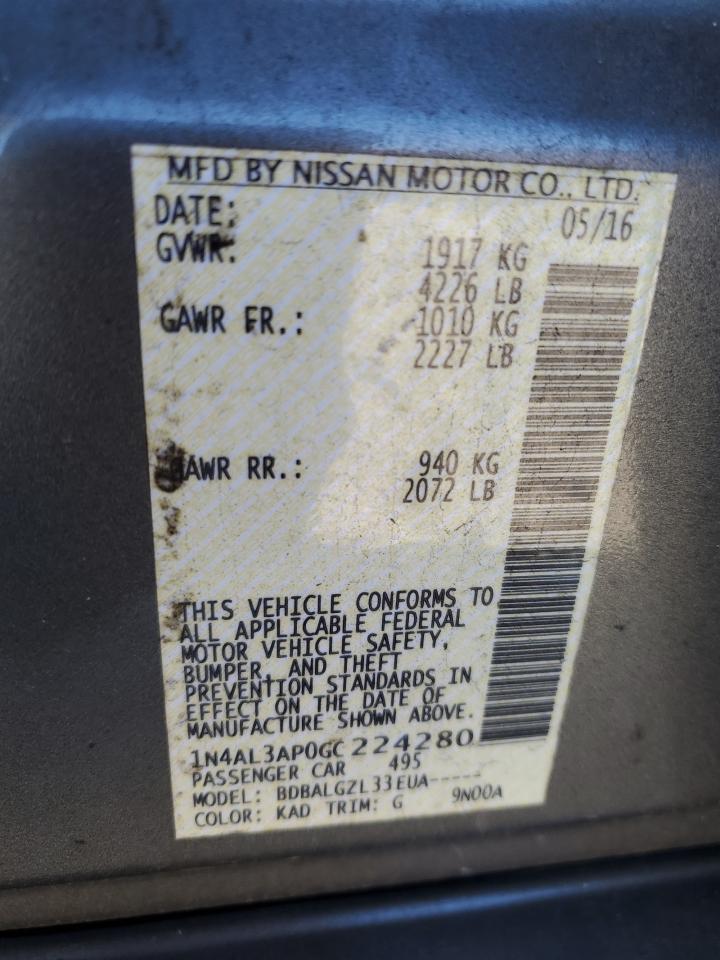 MFD BY NISSAN MOTOR CO., LTD.
DATE: 05/16
GVWR: 1917 KG
4226 LB
GAWR FR.: 1010 KG
2227 LB
GAWR RR.: 940 KG
2072 LB
THIS VEHICLE CONFORMS TO
ALL APPLICABLE FEDERAL
MOTOR VEHICLE SAFETY,
BUMPER, AND THEFT
PREVENTION STANDARDS IN
EFFECT ON THE DATE OF
MANUFACTURE SHOWN ABOVE.
1N4AL3AP0GC224280
PASSENGER CAR 495
MODEL: BDBALGZL33EUA-----
COLOR: KAD TRIM: G 9N00A